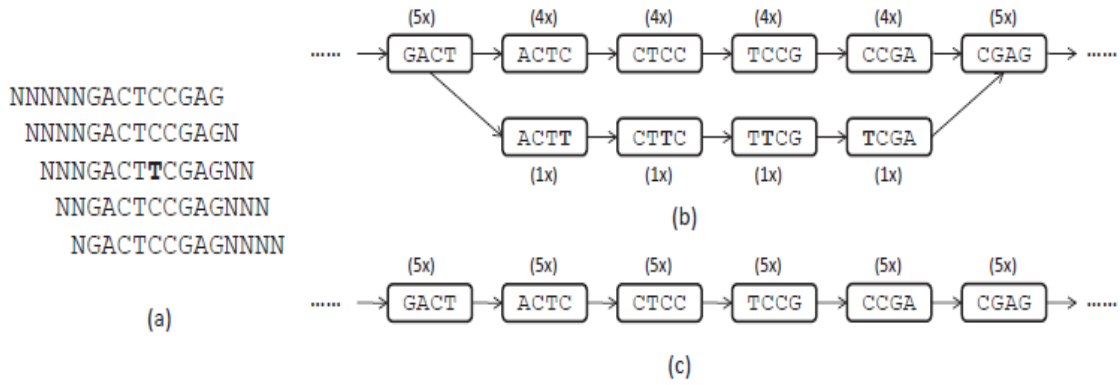 NNNNNGACTCCGAG
NNNNGACTCCGAGN
NNNGACTTCGAGNN
NNGACTCCGAGNNN
NGACTCCGAGNNNN
(a)
(5x) (4x) (4x) (4x) (4x) (5x)
...... GACT ACTC CTCC TCCG CCGA CGAG ......
ACTT CTTC TTCG TCGA
(1x) (1x) (1x) (1x)
(b)
(5x) (5x) (5x) (5x) (5x) (5x)
...... GACT ACTC CTCC TCCG CCGA CGAG ......
(c)